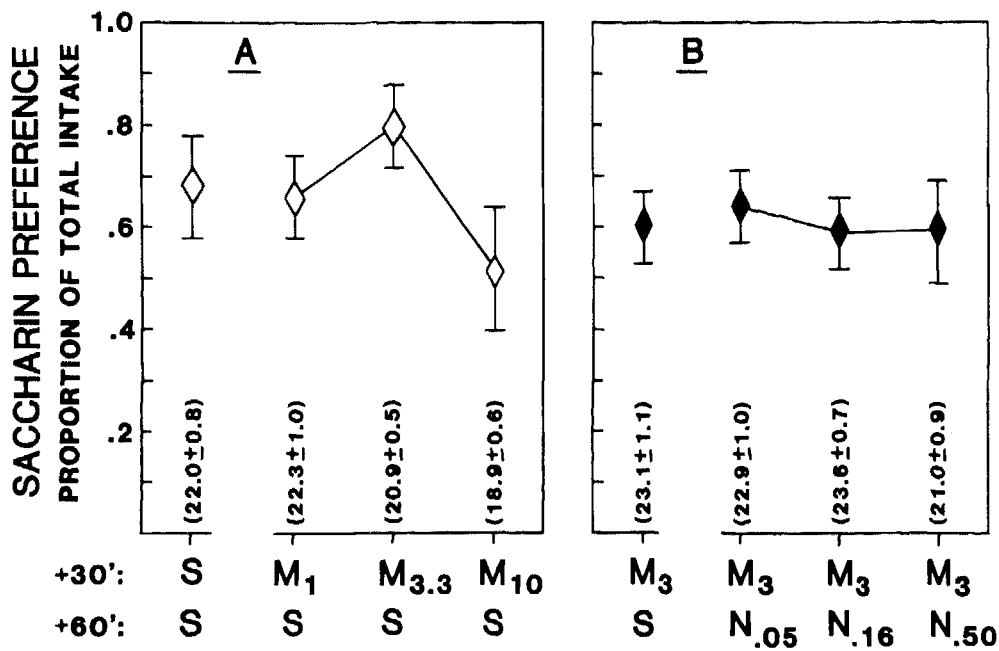 SACCHARIN PREFERENCE
PROPORTION OF TOTAL INTAKE
1.0
.8
.6
.4
.2
A
(22.0±0.8)
(22.3±1.0)
(20.9±0.5)
(18.9±0.6)
B
(23.1±1.1)
(22.9±1.0)
(23.6±0.7)
(21.0±0.9)
+30': S M1 M3.3 M10 M3 M3 M3 M3
+60': S S S S S N.05 N.16 N.50